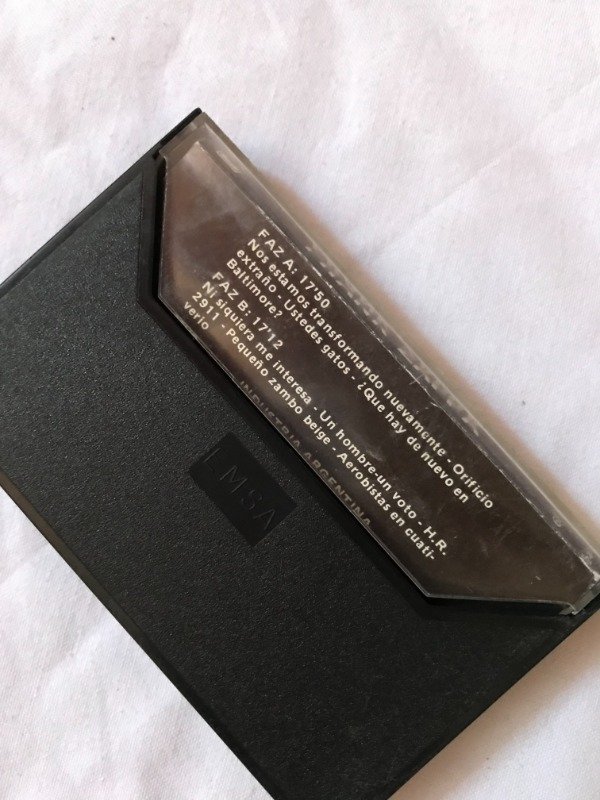 FAZ A: 17'50
Nos estamos transformando nuevamente - Orificio
extraño - Ustedes gatos - ¿Que hay de nuevo en
Baltimore?
FAZ B: 17'12
Ni siquiera me interesa - Un hombre-un voto - H.R.
2911 - Pequeño zambo beige - Aerobistas en cuati-
verio
INDUSTRIA ARGENTINA
LMSA